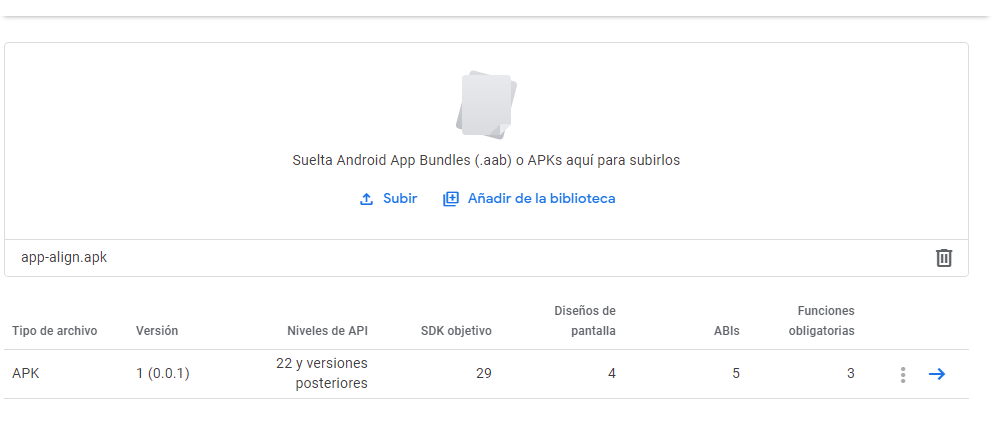 Suelta Android App Bundles (.aab) o APKs aquí para subirlos
Subir
Añadir de la biblioteca
app-align.apk
Tipo de archivo
Versión
Niveles de API
SDK objetivo
Diseños de
pantalla
ABIs
Funciones
obligatorias
APK
1 (0.0.1)
22 y versiones
posteriores
29
4
5
3